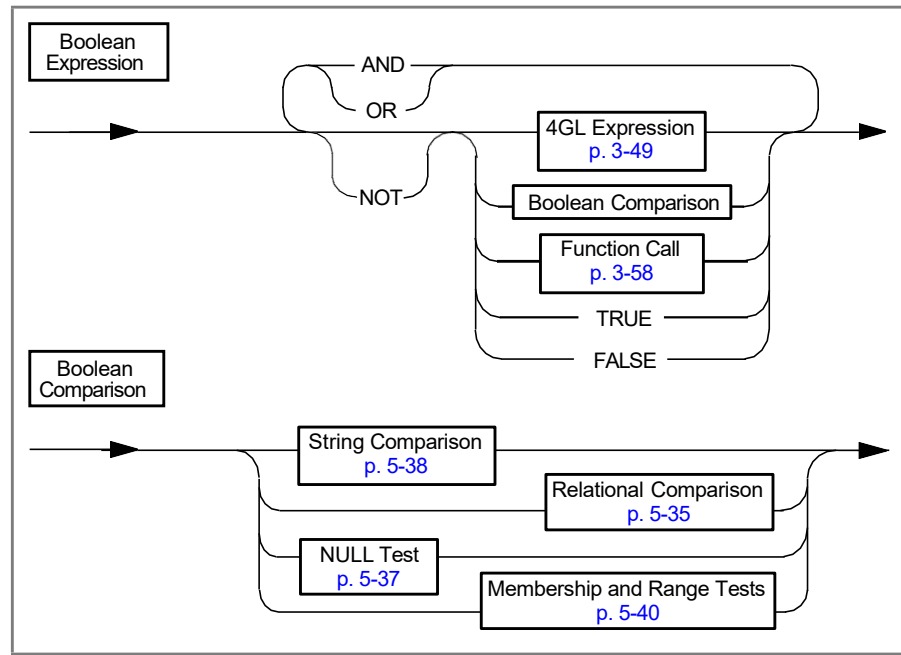 Boolean
Expression
AND
OR
NOT
4GL Expression
p. 3-49
Boolean Comparison
Function Call
p. 3-58
TRUE
FALSE
Boolean
Comparison
String Comparison
p. 5-38
Relational Comparison
p. 5-35
NULL Test
p. 5-37
Membership and Range Tests
p. 5-40